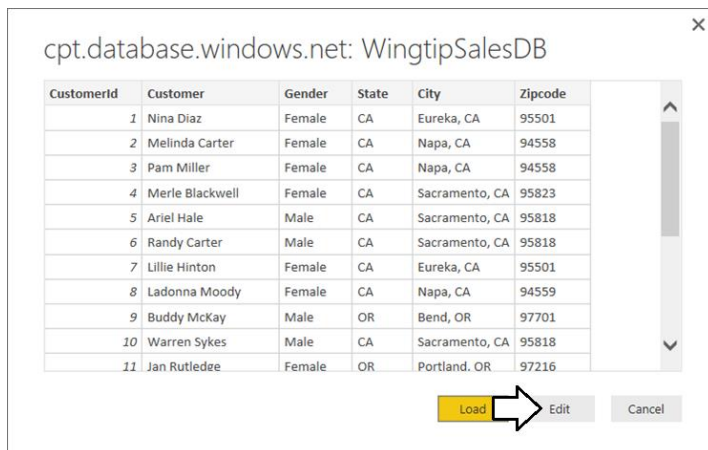 cpt.database.windows.net: WingtipSalesDB
CustomerId Customer Gender State City Zipcode
1 Nina Diaz Female CA Eureka, CA 95501
2 Melinda Carter Female CA Napa, CA 94558
3 Pam Miller Female CA Napa, CA 94558
4 Merle Blackwell Female CA Sacramento, CA 95823
5 Ariel Hale Male CA Sacramento, CA 95818
6 Randy Carter Male CA Sacramento, CA 95818
7 Lillie Hinton Female CA Eureka, CA 95501
8 Ladonna Moody Female CA Napa, CA 94559
9 Buddy McKay Male OR Bend, OR 97701
10 Warren Sykes Male CA Sacramento, CA 95818
11 Jan Rutledge Female OR Portland, OR 97216
Load Edit Cancel